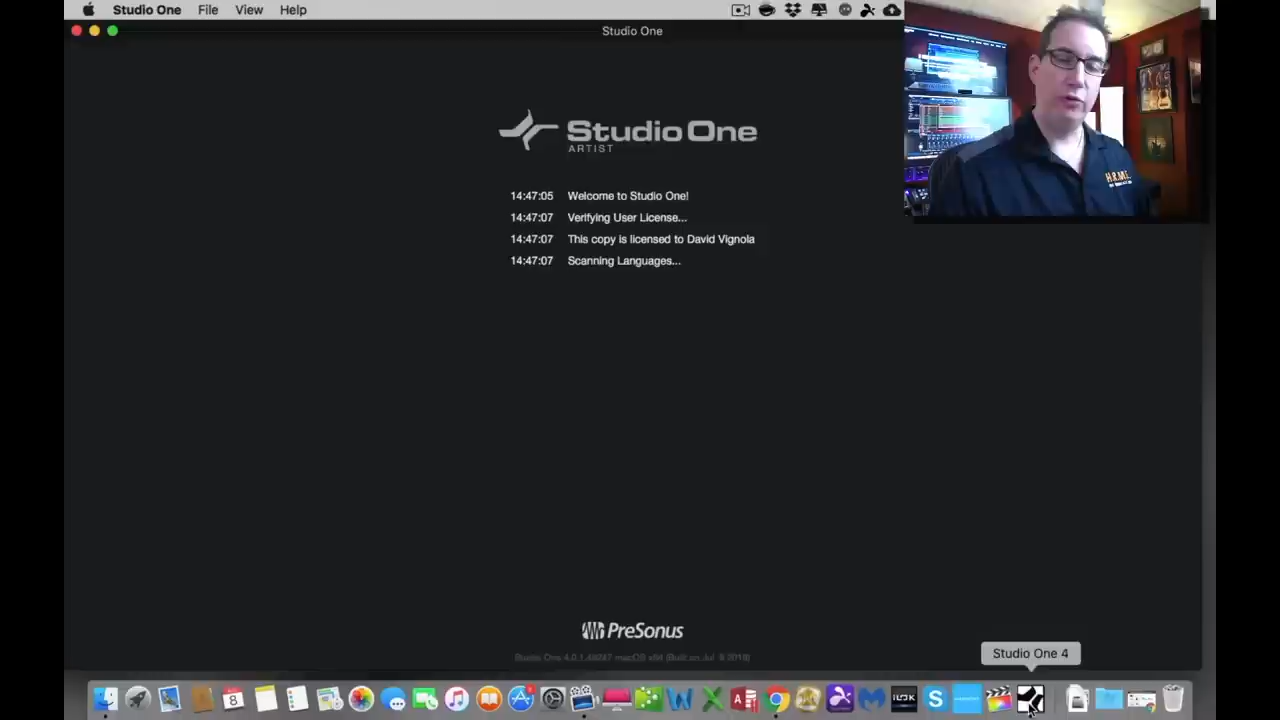 Studio One File View Help
Studio One
Studio One
ARTIST
14:47:05 Welcome to Studio One!
14:47:07 Verifying User License...
14:47:07 This copy is licensed to David Vignola
14:47:07 Scanning Languages...
H.R.M.E.
PreSonus
Studio One 4
8
iLOK